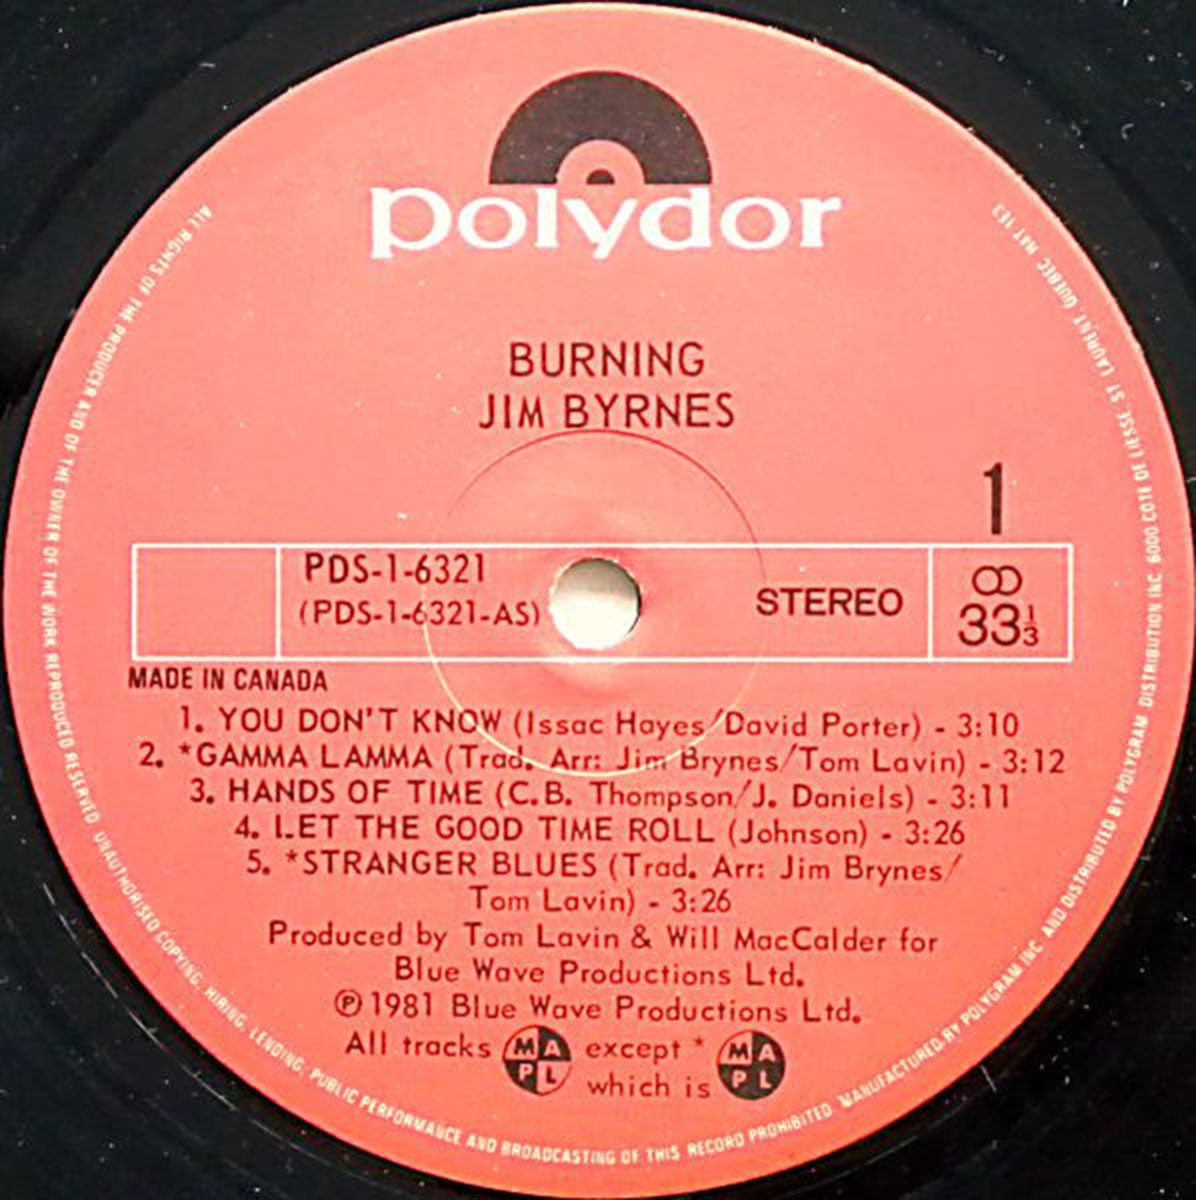 polydor
BURNING
JIM BYRNES
1
PDS-1-6321
(PDS-1-6321-AS)
STEREO
33 1/3
MADE IN CANADA
1. YOU DON'T KNOW (Issac Hayes/David Porter) - 3:10
2. *GAMMA LAMMA (Trad. Arr: Jim Brynes/Tom Lavin) - 3:12
3. HANDS OF TIME (C.B. Thompson/J. Daniels) - 3:11
4. LET THE GOOD TIME ROLL (Johnson) - 3:26
5. *STRANGER BLUES (Trad. Arr: Jim Brynes/
Tom Lavin) - 3:26
Produced by Tom Lavin & Will MacCalder for
Blue Wave Productions Ltd.
℗ 1981 Blue Wave Productions Ltd.
All tracks MAPL except * MAPL
which is
ALL RIGHTS OF THE PRODUCER AND OF THE OWNER OF THE WORK REPRODUCED RESERVED UNAUTHORISED COPYING, HIRING, LENDING, PUBLIC PERFORMANCE AND BROADCASTING OF THIS RECORD PROHIBITED MANUFACTURED BY POLYGRAM INC. AND DISTRIBUTED BY POLYGRAM DISTRIBUTION INC. 6000 COTE DE LIESSE ST LAURENT QUEBEC H4T 1E3